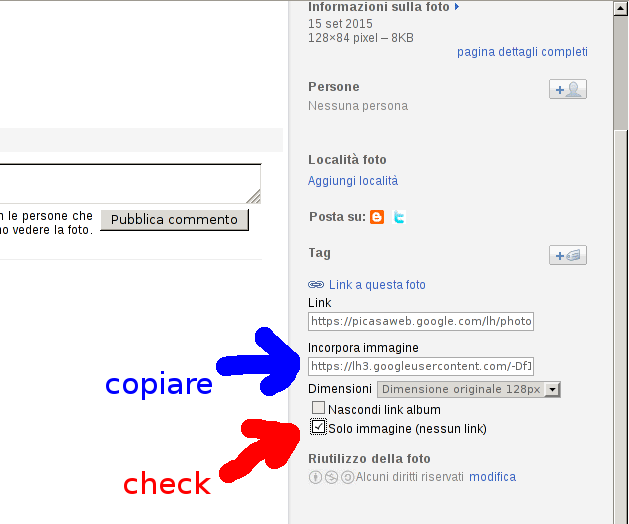 Informazioni sulla foto
15 set 2015
128×84 pixel – 8KB
pagina dettagli completi
Persone
Nessuna persona
Località foto
Aggiungi località
n le persone che
no vedere la foto.
Pubblica commento
Posta su:
Tag
Link a questa foto
Link
https://picasaweb.google.com/lh/photo
Incorpora immagine
https://lh3.googleusercontent.com/-Df1
copiare
Dimensioni Dimensione originale 128px
Nascondi link album
Solo immagine (nessun link)
check
Riutilizzo della foto
Alcuni diritti riservati modifica